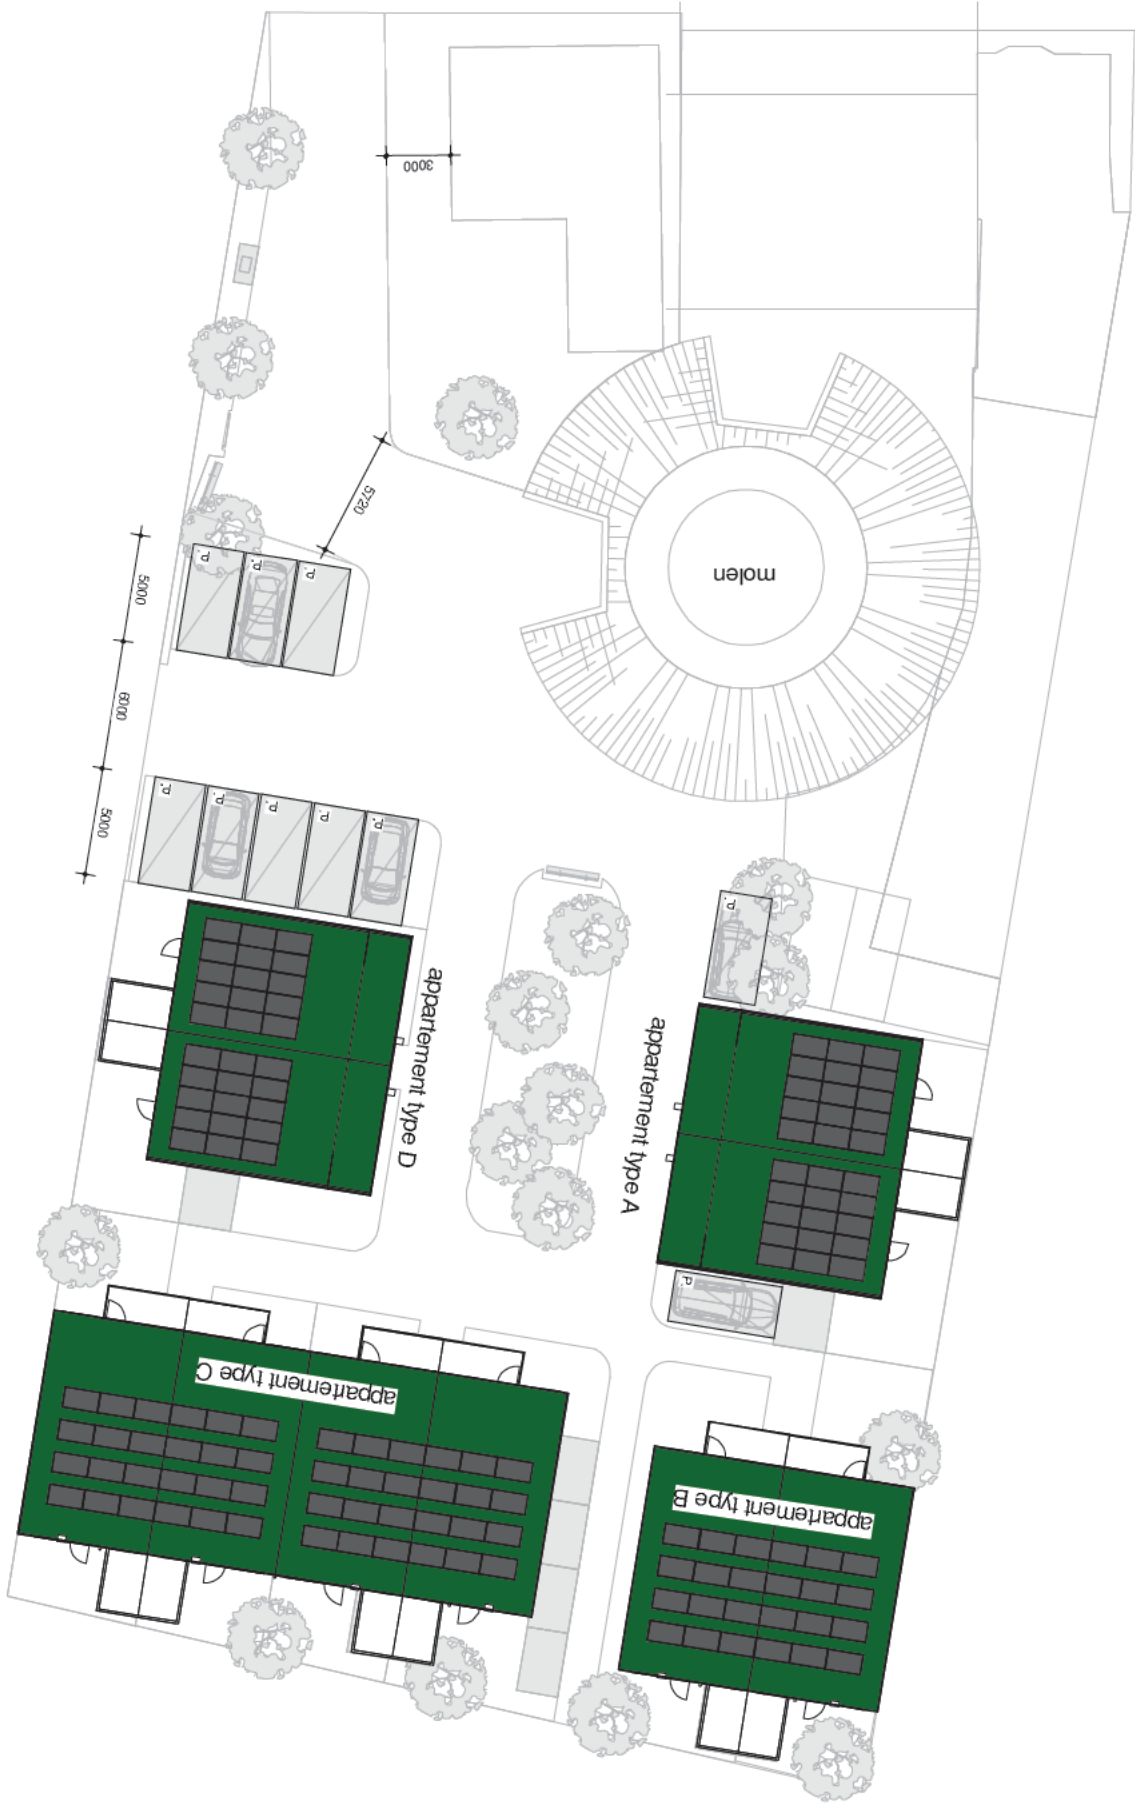 3000
5720
molen
P.
P.
P.
5000
6000
5000
P.
P.
P.
P.
P.
P.
appartement type D
appartement type A
P.
appartement type C
appartement type B